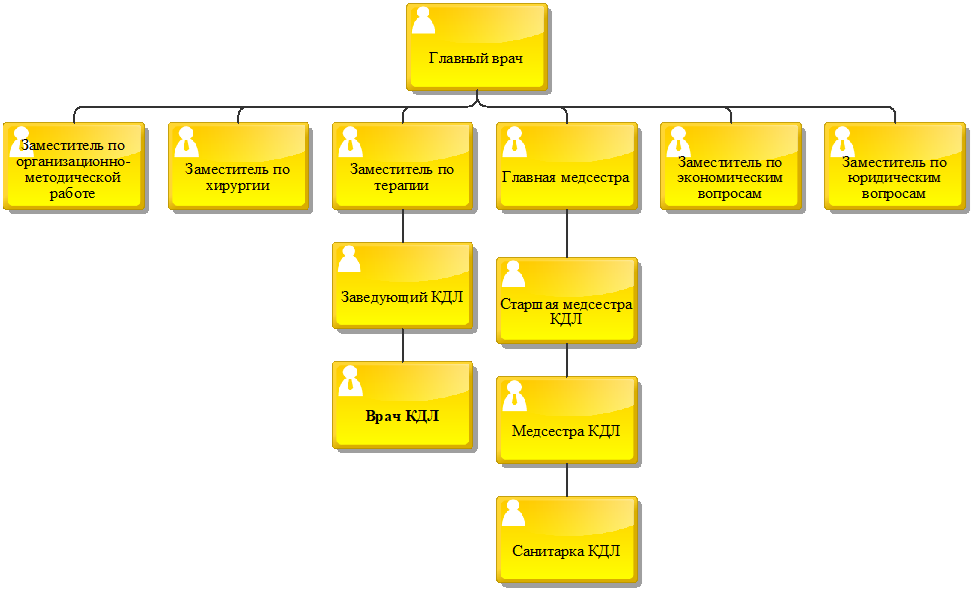 Главный врач
Заместитель по
организационно-
методической
работе
Заместитель по
хирургии
Заместитель по
терапии
Главная медсестра
Заместитель по
экономическим
вопросам
Заместитель по
юридическим
вопросам
Заведующий КДЛ
Старшая медсестра
КДЛ
Врач КДЛ
Медсестра КДЛ
Санитарка КДЛ